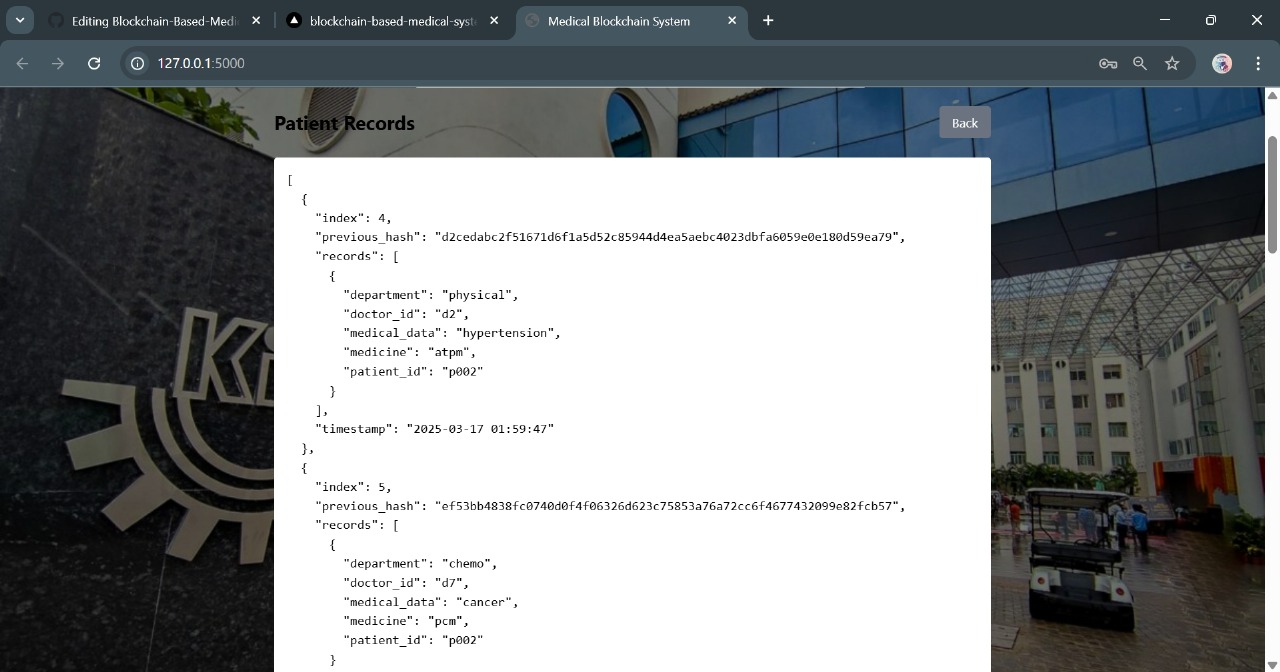 Editing Blockchain-Based-Medi
blockchain-based-medical-syst
Medical Blockchain System
127.0.0.1:5000
Patient Records
Back
[
{
"index": 4,
"previous_hash": "d2cedabc2f51671d6f1a5d52c85944d4ea5aebc4023dbfa6059e0e180d59ea79",
"records": [
{
"department": "physical",
"doctor_id": "d2",
"medical_data": "hypertension",
"medicine": "atpm",
"patient_id": "p002"
}
],
"timestamp": "2025-03-17 01:59:47"
},
{
"index": 5,
"previous_hash": "ef53bb4838fc0740d0f4f06326d623c75853a76a72cc6f4677432099e82fcb57",
"records": [
{
"department": "chemo",
"doctor_id": "d7",
"medical_data": "cancer",
"medicine": "pcm",
"patient_id": "p002"
}
Ki